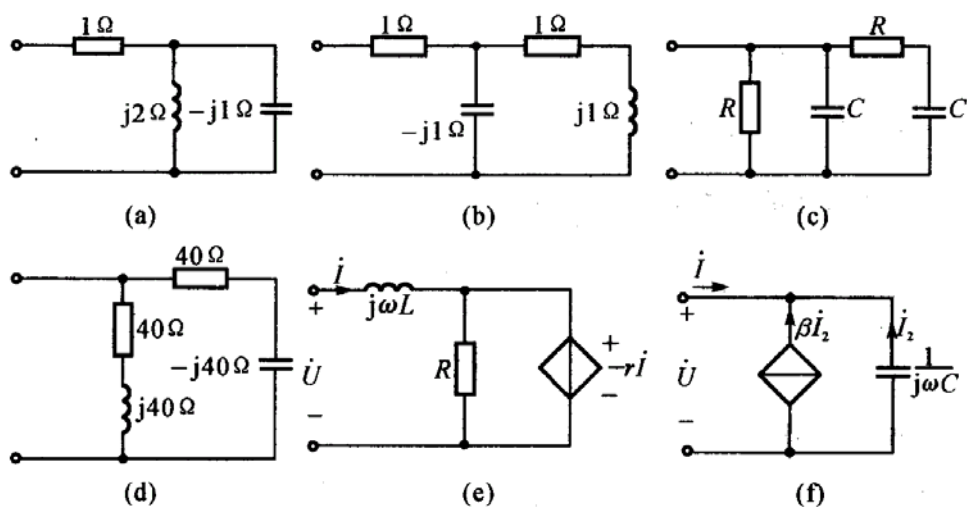 1Ω
j2Ω
-j1Ω
(a)
1Ω
1Ω
-j1Ω
j1Ω
(b)
R
R
C
C
(c)
40Ω
40Ω
-j40Ω
j40Ω
(d)
İ
+
jωL
U̇
R
+
-rİ
-
-
(e)
İ
+
βİ₂
İ₂
U̇
1/jωC
-
(f)